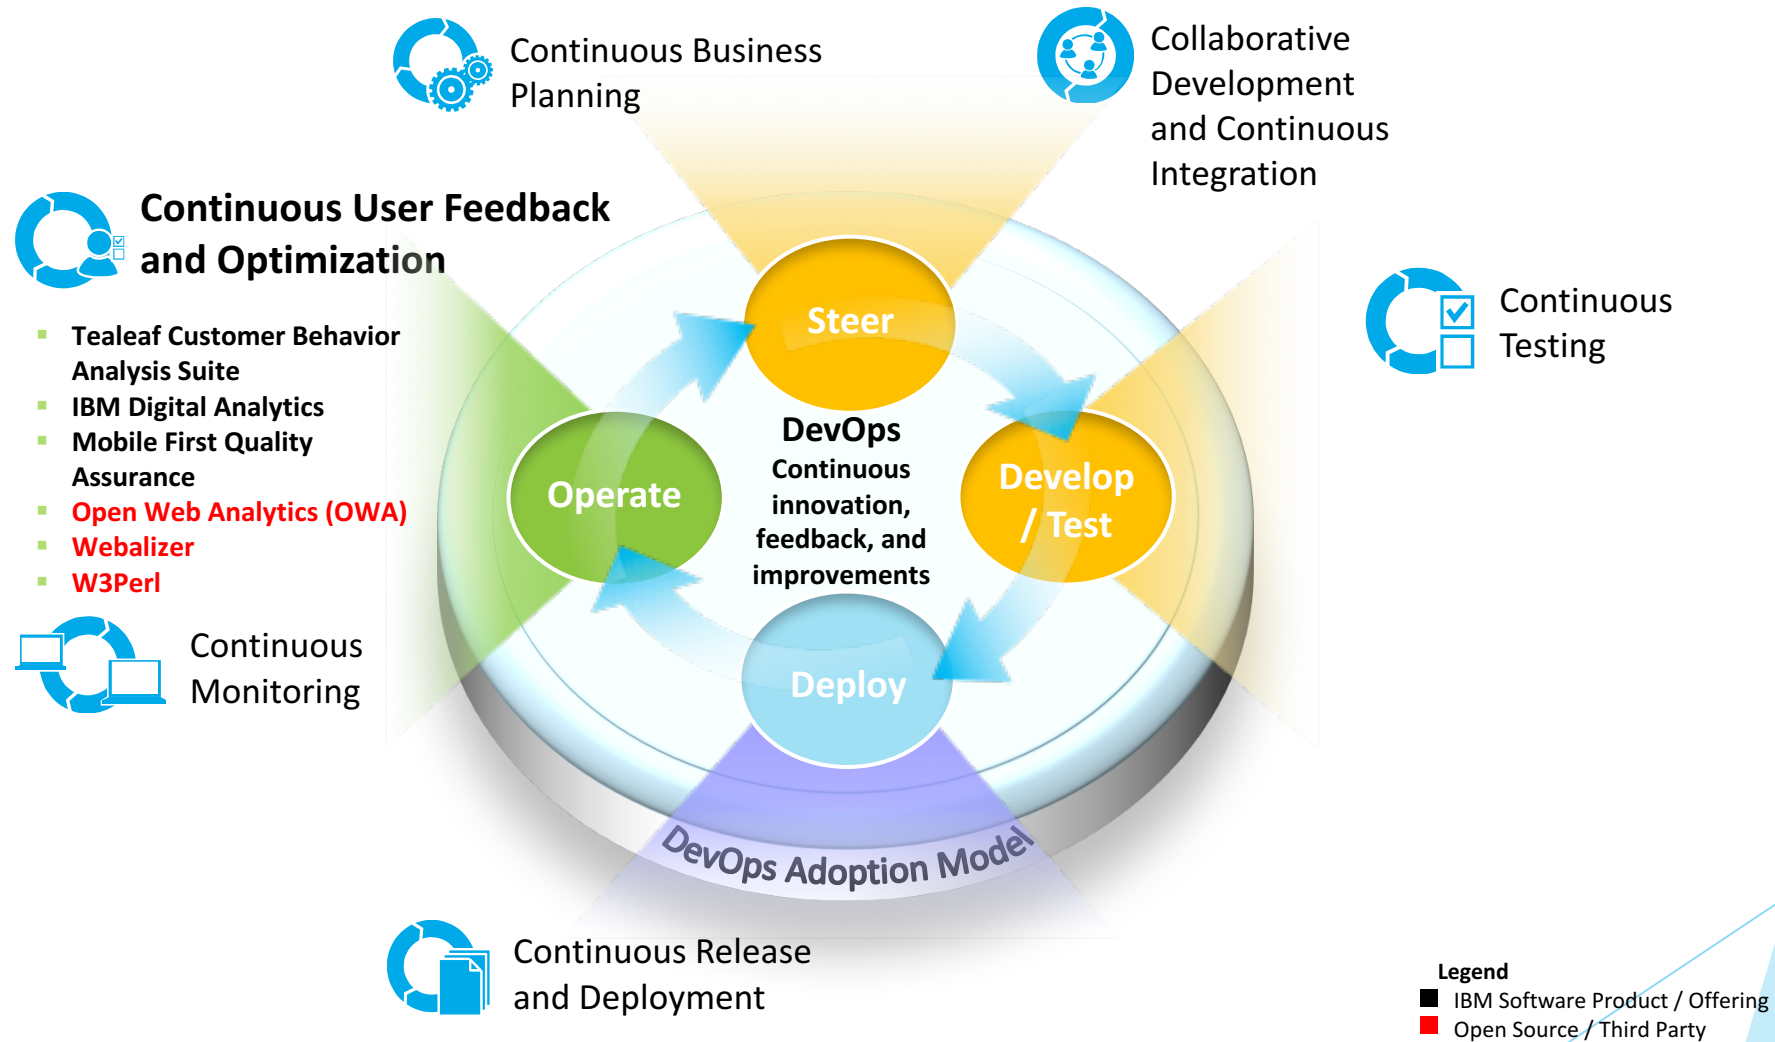 Continuous Business
Planning
Collaborative
Development
and Continuous
Integration
Continuous User Feedback
and Optimization
Tealeaf Customer Behavior
Analysis Suite
IBM Digital Analytics
Mobile First Quality
Assurance
Open Web Analytics (OWA)
Webalizer
W3Perl
Continuous
Testing
Continuous
Monitoring
Steer
Operate
DevOps
Continuous
innovation,
feedback, and
improvements
Develop
/ Test
Deploy
DevOps Adoption Model
Continuous Release
and Deployment
Legend
IBM Software Product / Offering
Open Source / Third Party